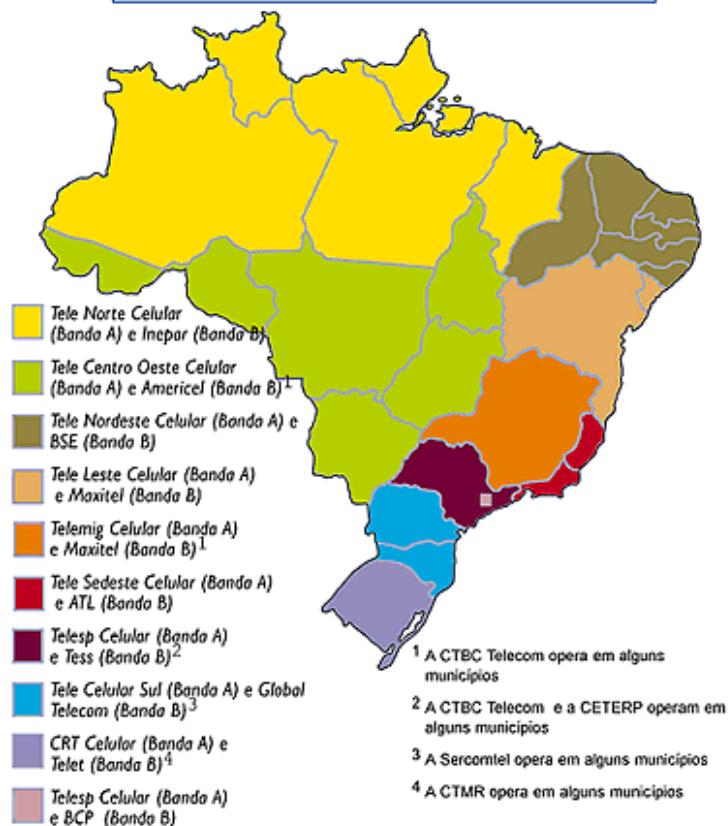 Tele Norte Celular
(Banda A) e Inepar (Banda B)
Tele Centro Oeste Celular
(Banda A) e Americel (Banda B)1
Tele Nordeste Celular (Banda A) e
BSE (Banda B)
Tele Leste Celular (Banda A)
e Maxitel (Banda B)
Telemig Celular (Banda A)
e Maxitel (Banda B)1
Tele Sedeste Celular (Banda A)
e ATL (Banda B)
Telesp Celular (Banda A)
e Tess (Banda B)2
Tele Celular Sul (Banda A) e Global
Telecom (Banda B)3
CRT Celular (Banda A) e
Telet (Banda B)4
Telesp Celular (Banda A)
e BCP (Banda B)
1 A CTBC Telecom opera em alguns
municípios
2 A CTBC Telecom e a CETERP operam em
alguns municípios
3 A Sercomtel opera em alguns municípios
4 A CTMR opera em alguns municípios